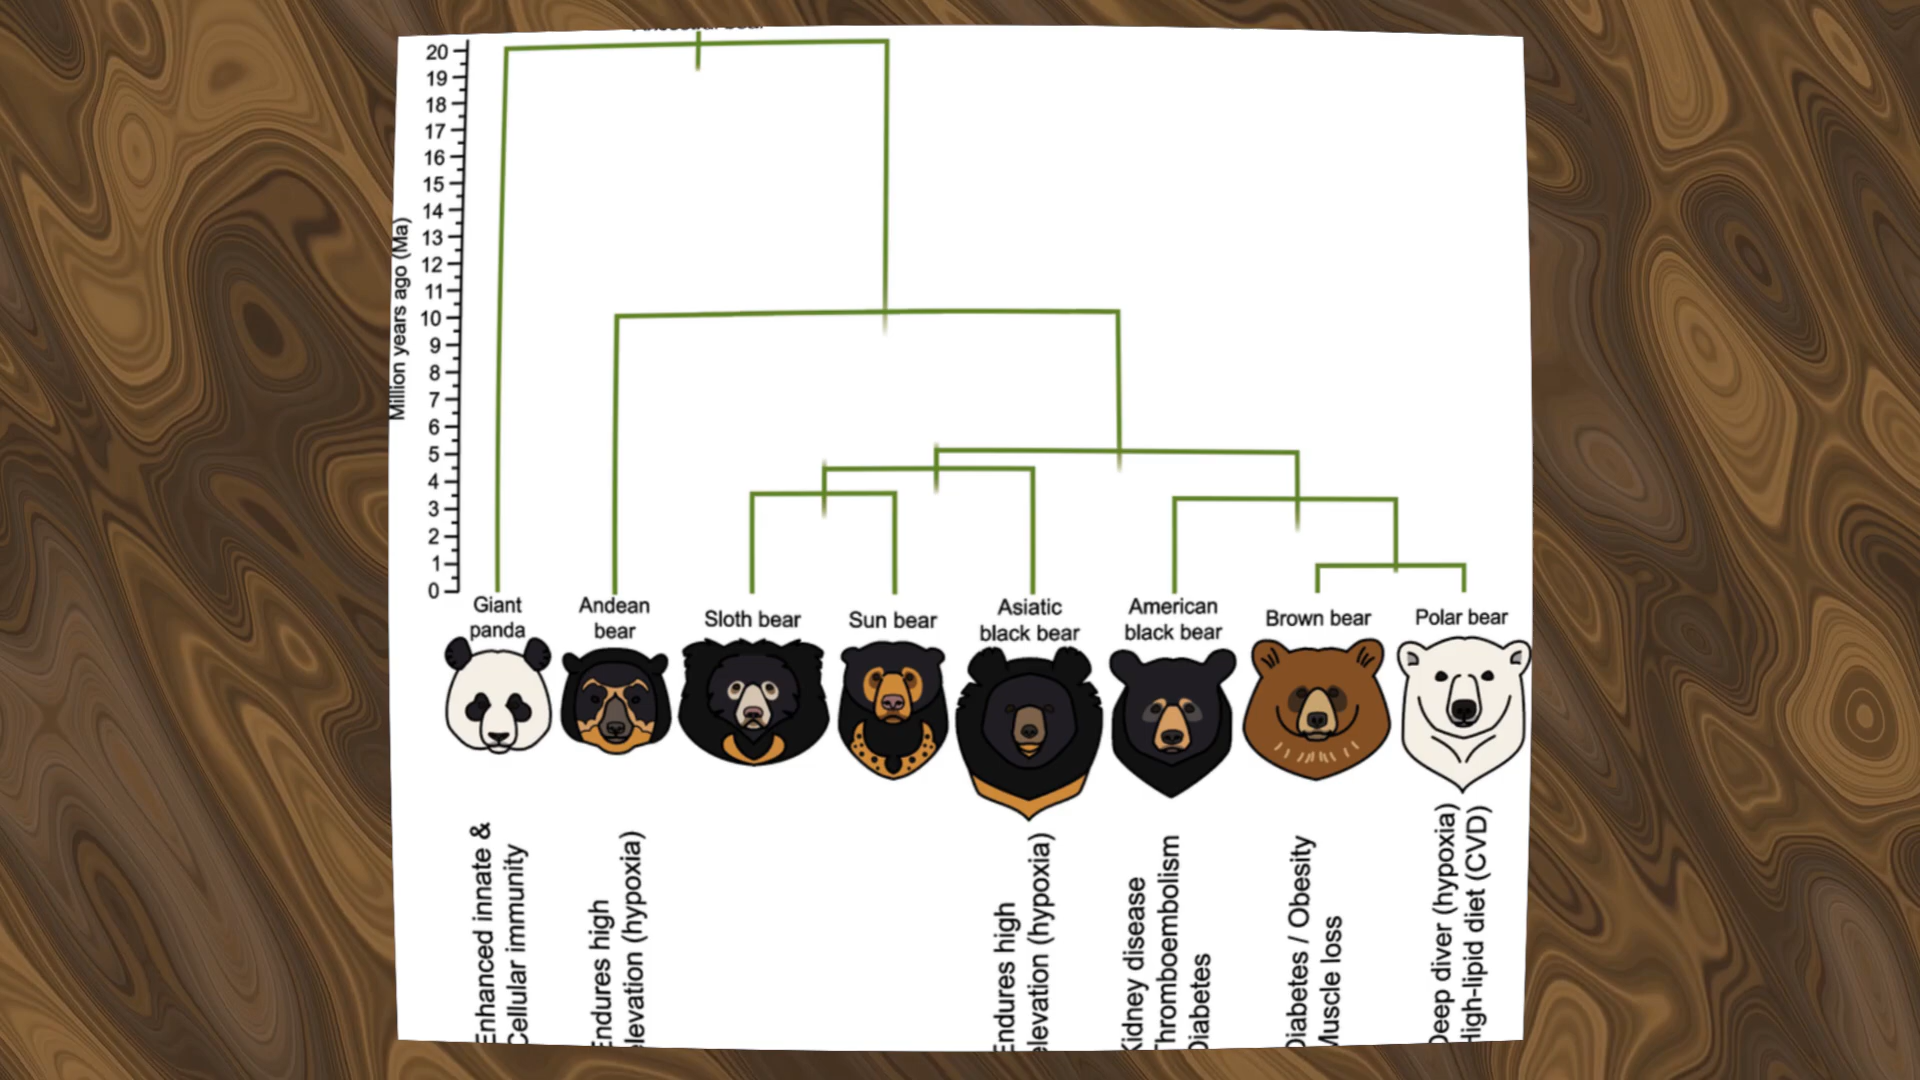 20
19
18
17
16
15
14
13
12
11
10
9
8
7
6
5
4
3
2
1
0
Million years ago (Ma)
Giant
panda
Andean
bear
Sloth bear
Sun bear
Asiatic
black bear
American
black bear
Brown bear
Polar bear
Enhanced innate &
Cellular immunity
Endures high
elevation (hypoxia)
Endures high
elevation (hypoxia)
Kidney disease
Thromboembolism
Diabetes
Diabetes / Obesity
Muscle loss
Deep diver (hypoxia)
High-lipid diet (CVD)